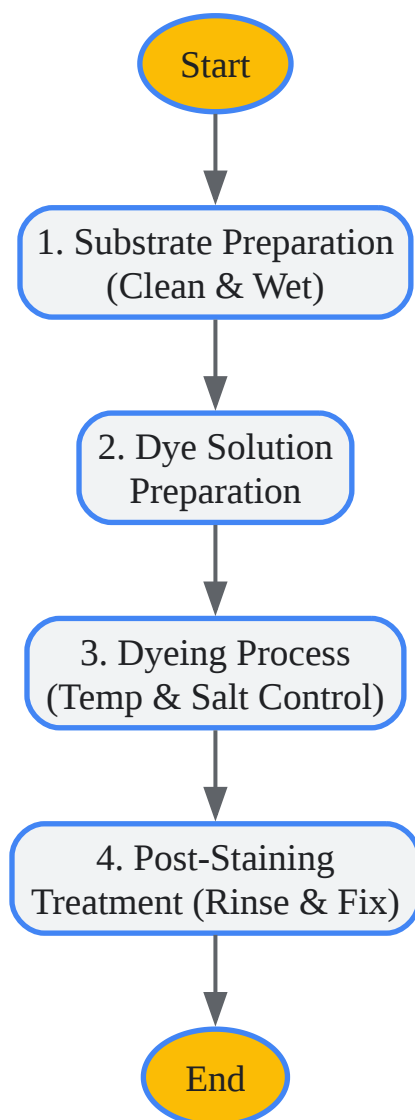 Start
1. Substrate Preparation
(Clean & Wet)
2. Dye Solution
Preparation
3. Dyeing Process
(Temp & Salt Control)
4. Post-Staining
Treatment (Rinse & Fix)
End